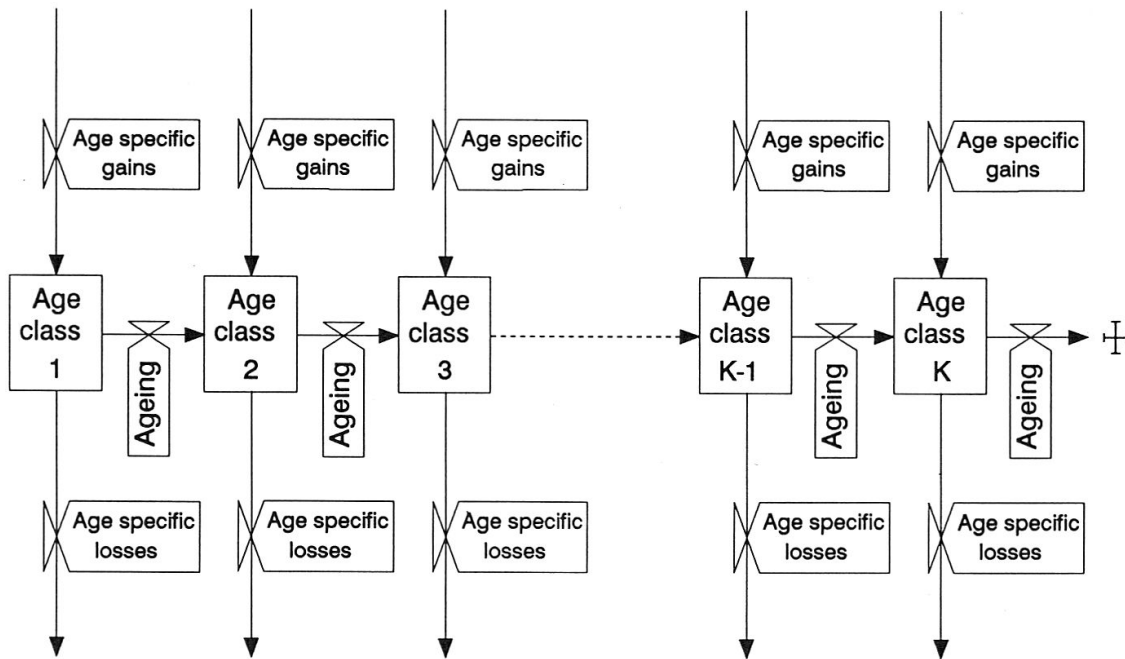 Age specific
gains
Age specific
gains
Age specific
gains
Age specific
gains
Age specific
gains
Age
class
1
Ageing
Age
class
2
Ageing
Age
class
3
Age
class
K-1
Ageing
Age
class
K
Ageing
Age specific
losses
Age specific
losses
Age specific
losses
Age specific
losses
Age specific
losses